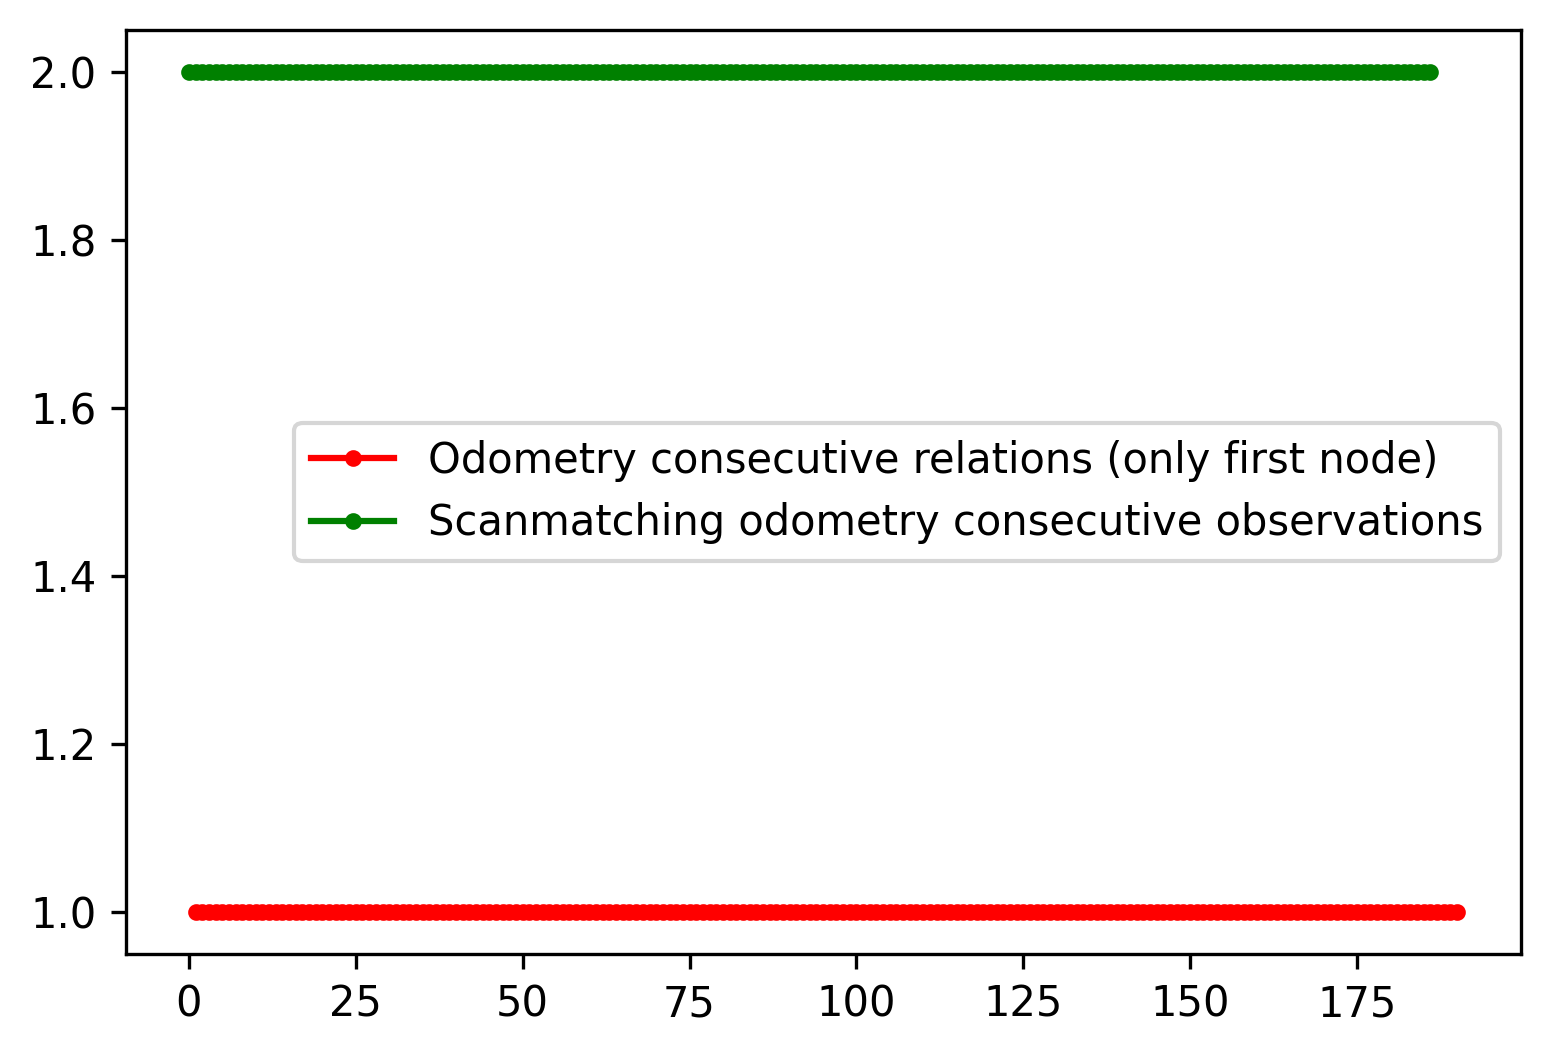 2.0
1.8
1.6
1.4
1.2
1.0
Odometry consecutive relations (only first node)
Scanmatching odometry consecutive observations
0 25 50 75 100 125 150 175